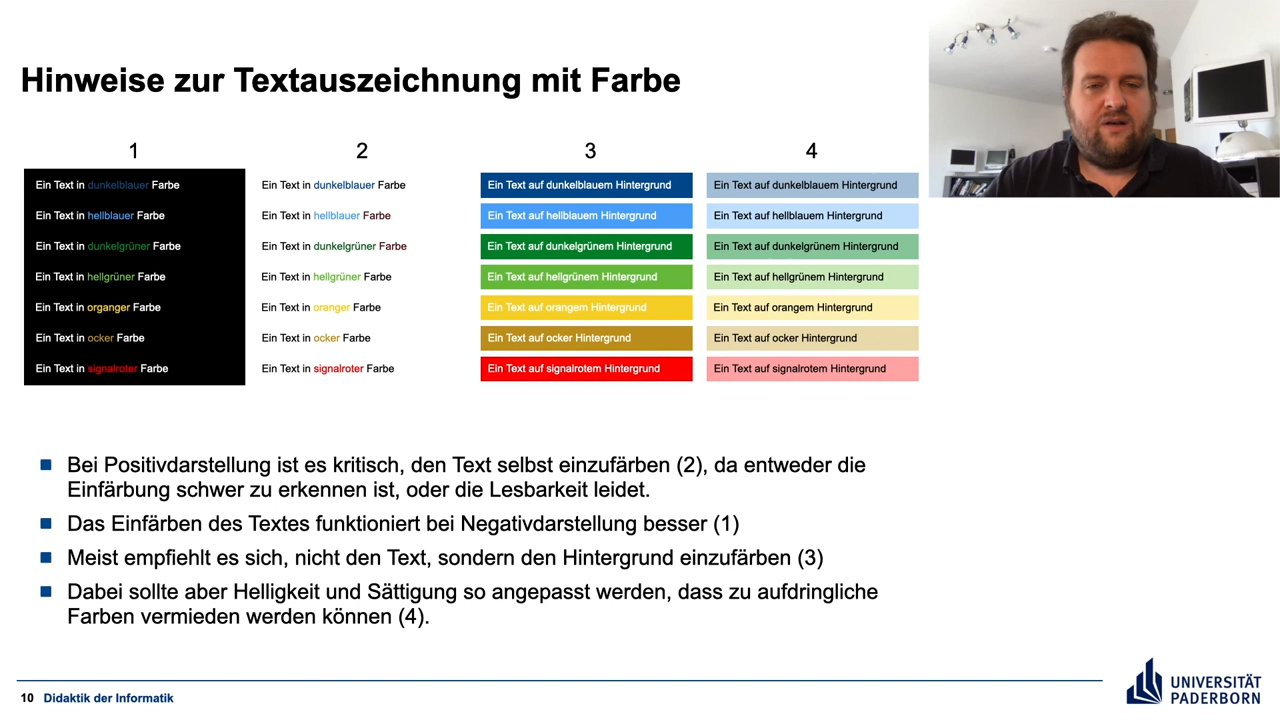 Hinweise zur Textauszeichnung mit Farbe
1
Ein Text in dunkelblauer Farbe
Ein Text in hellblauer Farbe
Ein Text in dunkelgrüner Farbe
Ein Text in hellgrüner Farbe
Ein Text in organger Farbe
Ein Text in ocker Farbe
Ein Text in signalroter Farbe
2
Ein Text in dunkelblauer Farbe
Ein Text in hellblauer Farbe
Ein Text in dunkelgrüner Farbe
Ein Text in hellgrüner Farbe
Ein Text in oranger Farbe
Ein Text in ocker Farbe
Ein Text in signalroter Farbe
3
Ein Text auf dunkelblauem Hintergrund
Ein Text auf hellblauem Hintergrund
Ein Text auf dunkelgrünem Hintergrund
Ein Text auf hellgrünem Hintergrund
Ein Text auf orangem Hintergrund
Ein Text auf ocker Hintergrund
Ein Text auf signalrotem Hintergrund
4
Ein Text auf dunkelblauem Hintergrund
Ein Text auf hellblauem Hintergrund
Ein Text auf dunkelgrünem Hintergrund
Ein Text auf hellgrünem Hintergrund
Ein Text auf orangem Hintergrund
Ein Text auf ocker Hintergrund
Ein Text auf signalrotem Hintergrund
Bei Positivdarstellung ist es kritisch, den Text selbst einzufärben (2), da entweder die
Einfärbung schwer zu erkennen ist, oder die Lesbarkeit leidet.
Das Einfärben des Textes funktioniert bei Negativdarstellung besser (1)
Meist empfiehlt es sich, nicht den Text, sondern den Hintergrund einzufärben (3)
Dabei sollte aber Helligkeit und Sättigung so angepasst werden, dass zu aufdringliche
Farben vermieden werden können (4).
10 Didaktik der Informatik
UNIVERSITÄT
PADERBORN